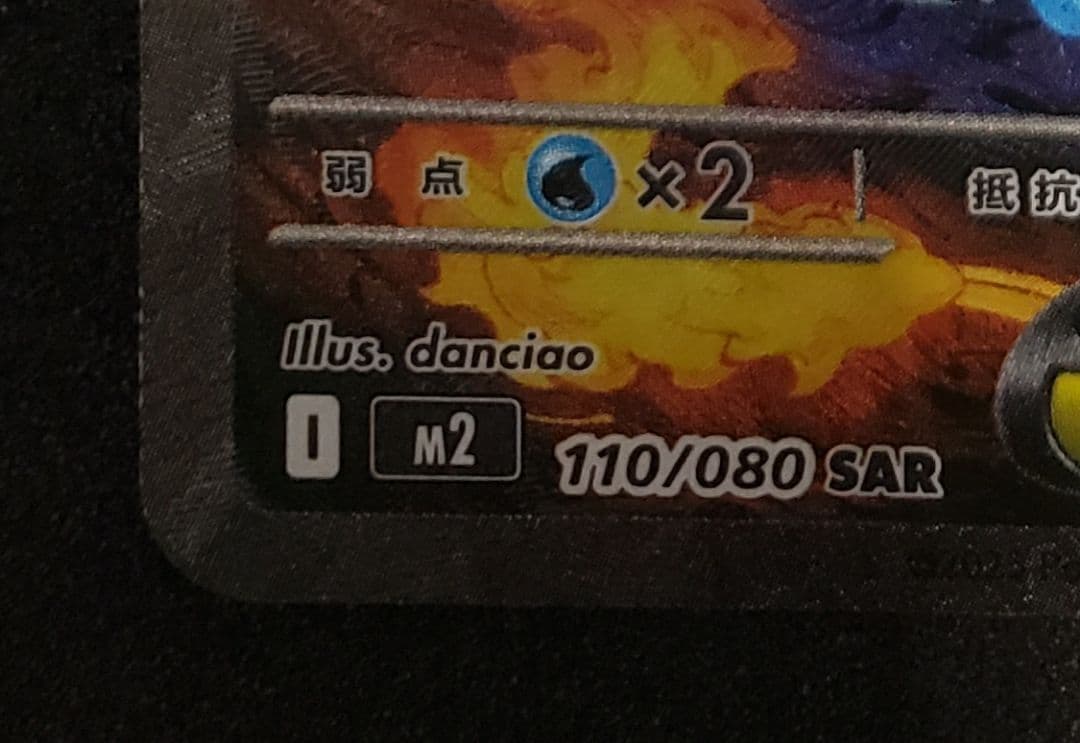 弱点 ×2 抵抗
Illus. danciao
I M2 110/080 SAR